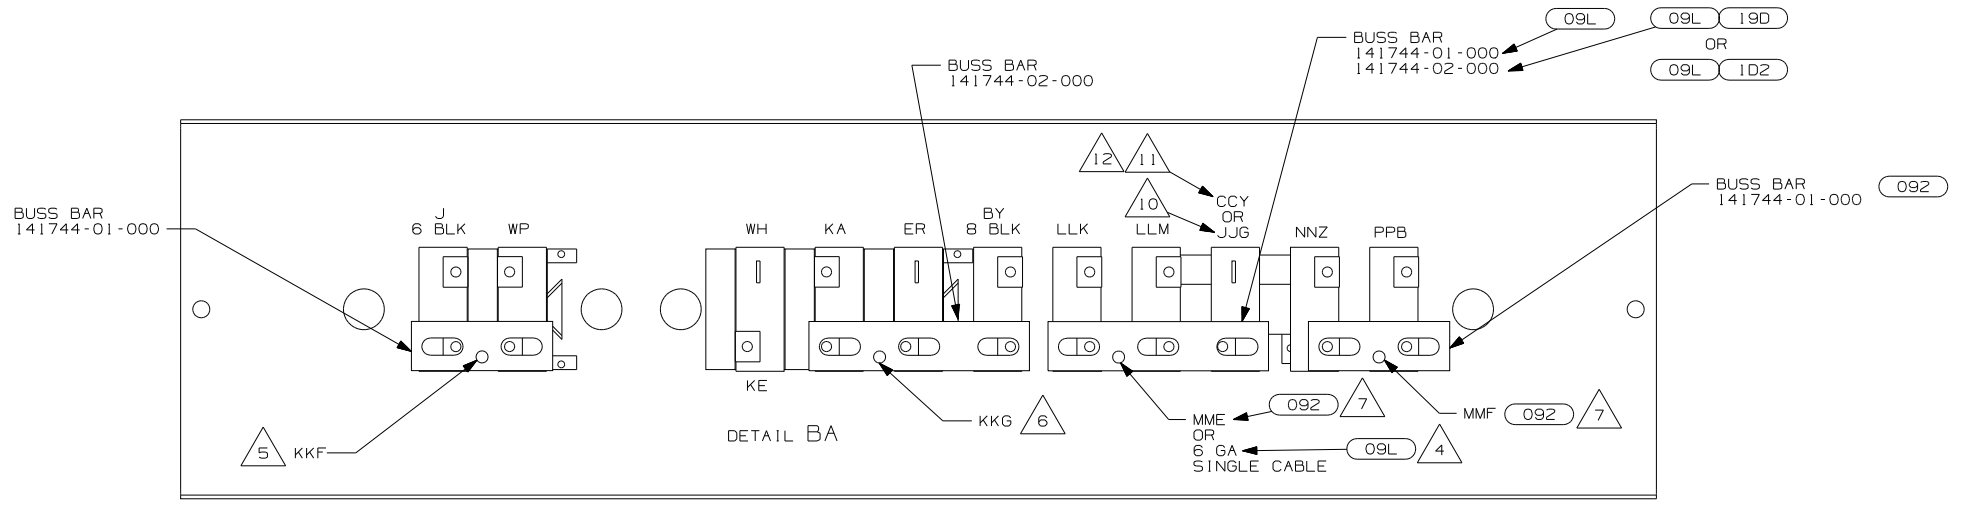 09L
09L 19D
OR
09L 1D2
BUSS BAR
141744-01-000
141744-02-000
BUSS BAR
141744-02-000
12 11
CCY
OR
JJG
10
BUSS BAR
141744-01-000
092
BUSS BAR
141744-01-000
J
6 BLK
WP
WH
KA
ER
BY
8 BLK
LLK
LLM
NNZ
PPB
KE
DETAIL BA
5 KKF
KKG 6
MME
OR
6 GA
SINGLE CABLE
092 7
09L 4
MMF 092 7